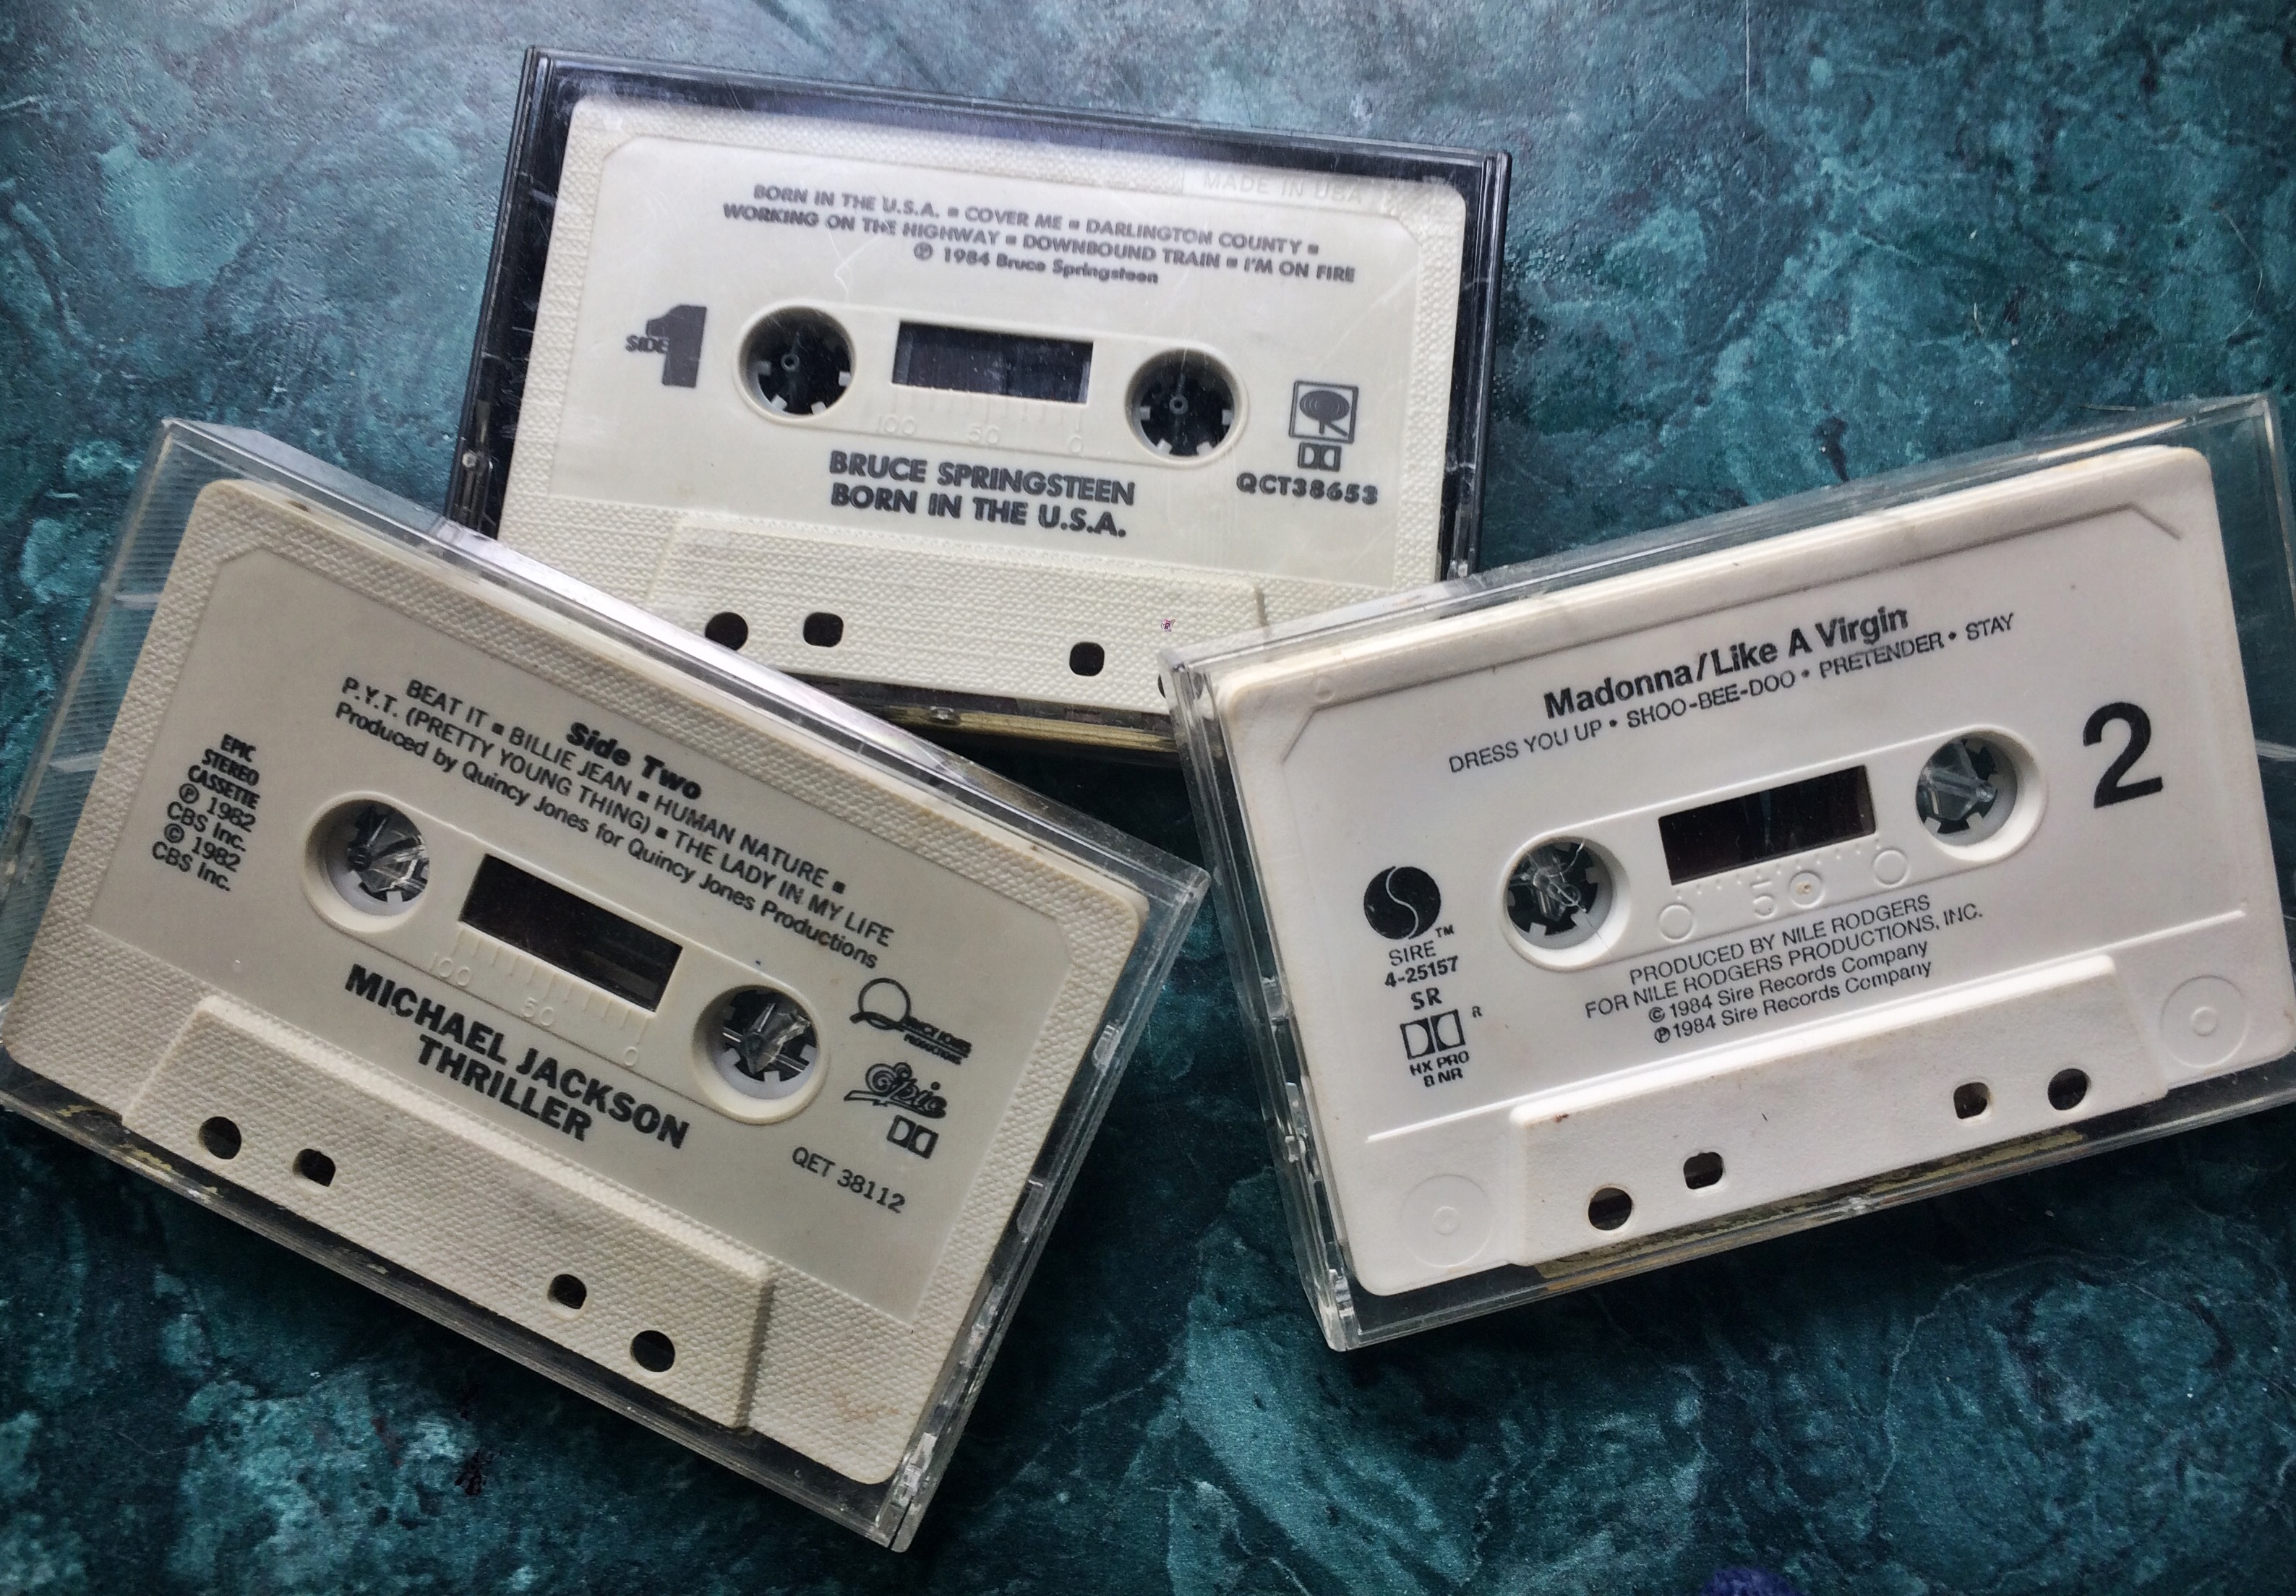 MADE IN USA
BORN IN THE U.S.A. ▪ COVER ME ▪ DARLINGTON COUNTY ▪
WORKING ON THE HIGHWAY ▪ DOWNBOUND TRAIN ▪ I'M ON FIRE
℗ 1984 Bruce Springsteen
SIDE 1
100 50 0
BRUCE SPRINGSTEEN
BORN IN THE U.S.A.
QCT38653
Side Two
BEAT IT ▪ BILLIE JEAN ▪ HUMAN NATURE ▪
P.Y.T. (PRETTY YOUNG THING) ▪ THE LADY IN MY LIFE
Produced by Quincy Jones for Quincy Jones Productions
EPIC
STEREO
CASSETTE
℗ 1982
CBS Inc.
© 1982
CBS Inc.
100 50 0
MICHAEL JACKSON
THRILLER
QUINCY JONES
PRODUCTIONS
Epic
QET 38112
Madonna/Like A Virgin
DRESS YOU UP • SHOO-BEE-DOO • PRETENDER • STAY
2
SIRE™
4-25157
SR
R
HX PRO
B NR
50
PRODUCED BY NILE RODGERS
FOR NILE RODGERS PRODUCTIONS, INC.
© 1984 Sire Records Company
℗1984 Sire Records Company